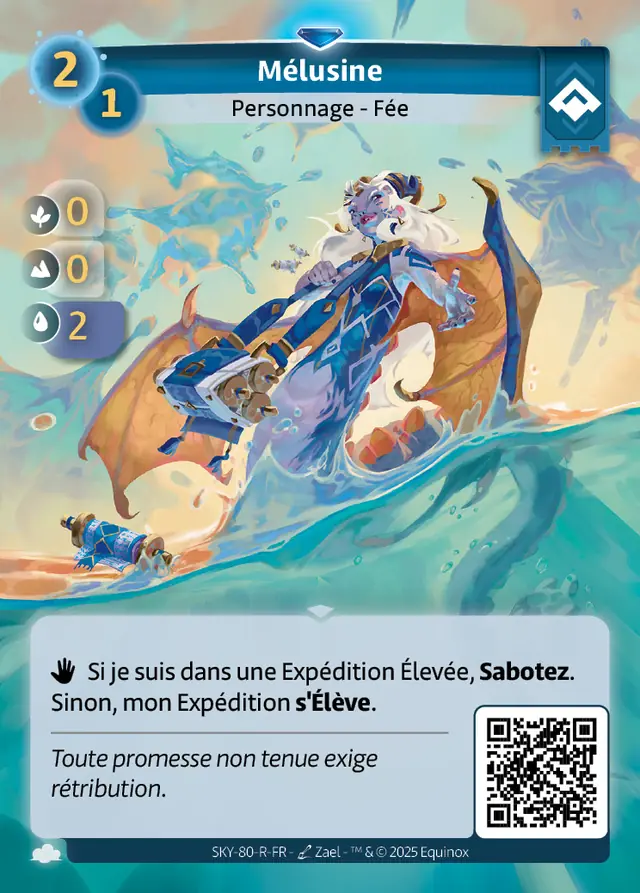 2
Mélusine
1
Personnage - Fée
0
0
2
Si je suis dans une Expédition Élevée, Sabotez.
Sinon, mon Expédition s'Élève.
Toute promesse non tenue exige
rétribution.
SKY-80-R-FR - Zael - ™ & © 2025 Equinox